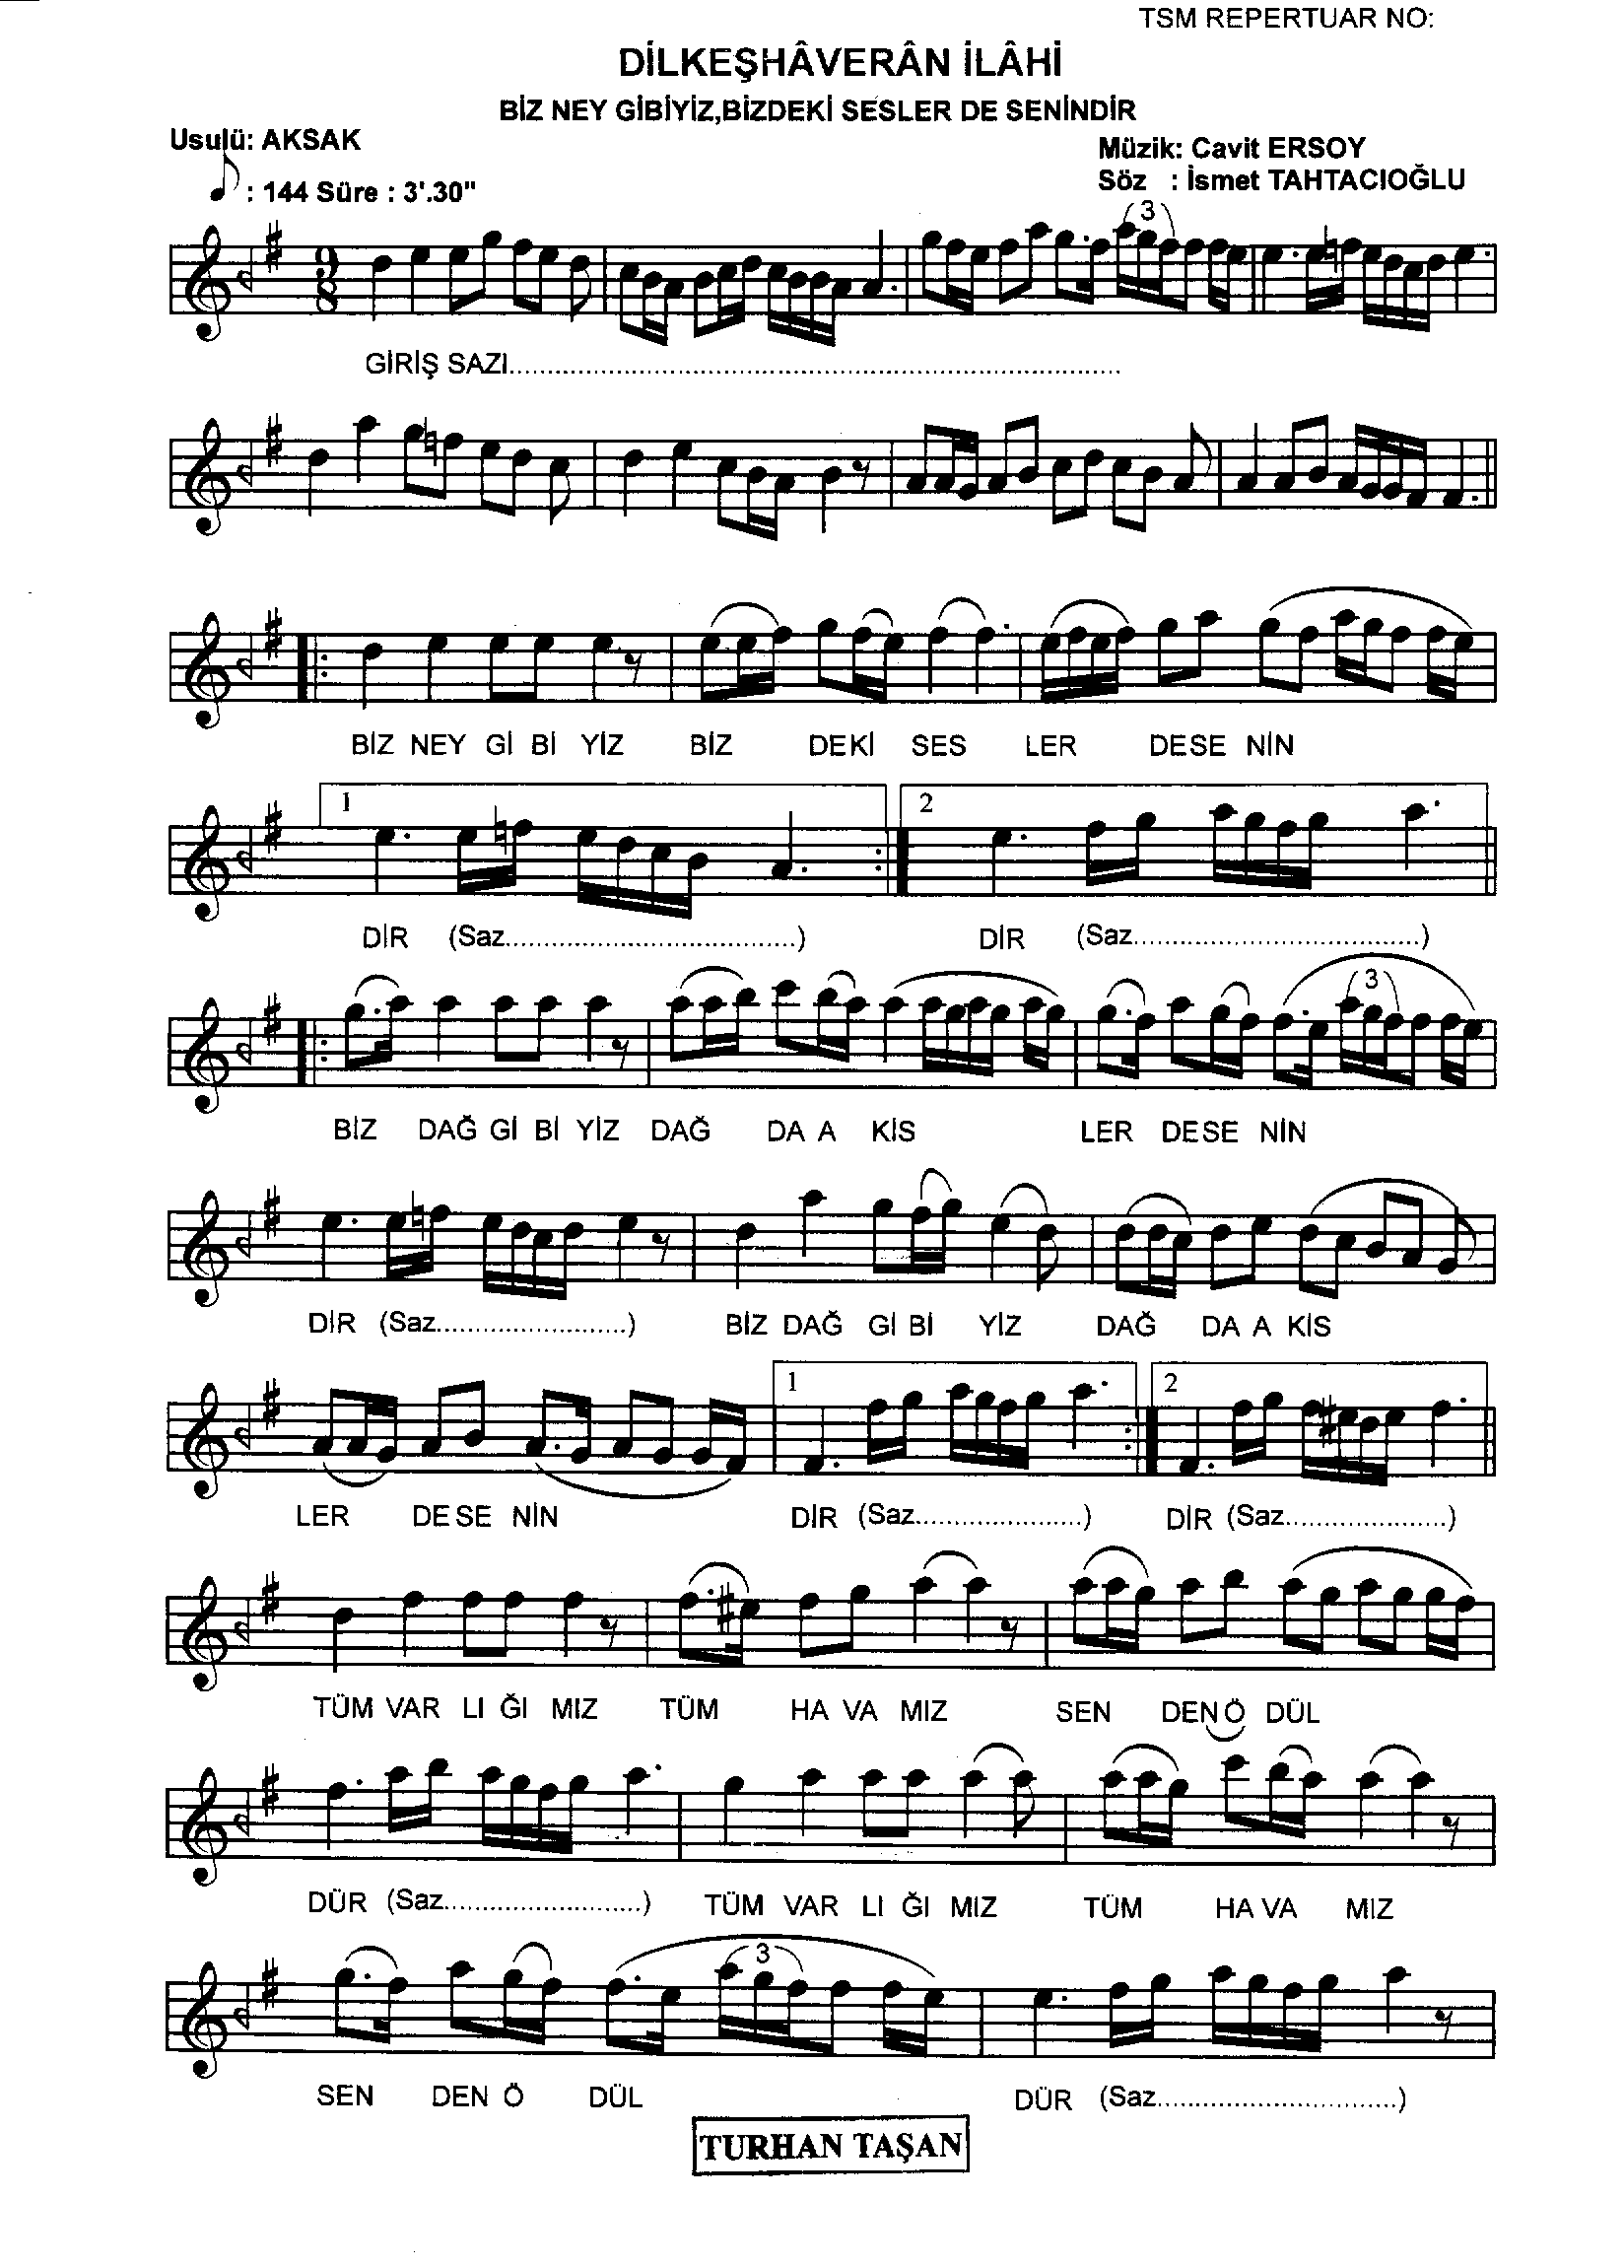 TSM REPERTUAR NO:
DİLKEŞHÂVERÂN İLÂHİ
BİZ NEY GİBİYİZ,BİZDEKİ SESLER DE SENİNDİR
Usulü: AKSAK
Müzik: Cavit ERSOY
: 144 Süre : 3'.30"
Söz : İsmet TAHTACIOĞLU
3
9
8
GİRİŞ SAZI................................................................................
BİZ NEY Gİ Bİ YİZ BİZ DEKİ SES LER DESE NİN
1 2
DİR (Saz......................................) DİR (Saz.....................................)
3
BİZ DAĞ Gİ Bİ YİZ DAĞ DA A KİS LER DESE NİN
DİR (Saz.........................) BİZ DAĞ Gİ Bİ YİZ DAĞ DA A KİS
1 2
LER DESE NİN DİR (Saz......................) DİR (Saz.....................)
TÜM VAR LI ĞI MIZ TÜM HA VA MIZ SEN DEN Ö DÜL
DÜR (Saz..........................) TÜM VAR LI ĞI MIZ TÜM HA VA MIZ
3
SEN DEN Ö DÜL DÜR (Saz...............................)
TURHAN TAŞAN